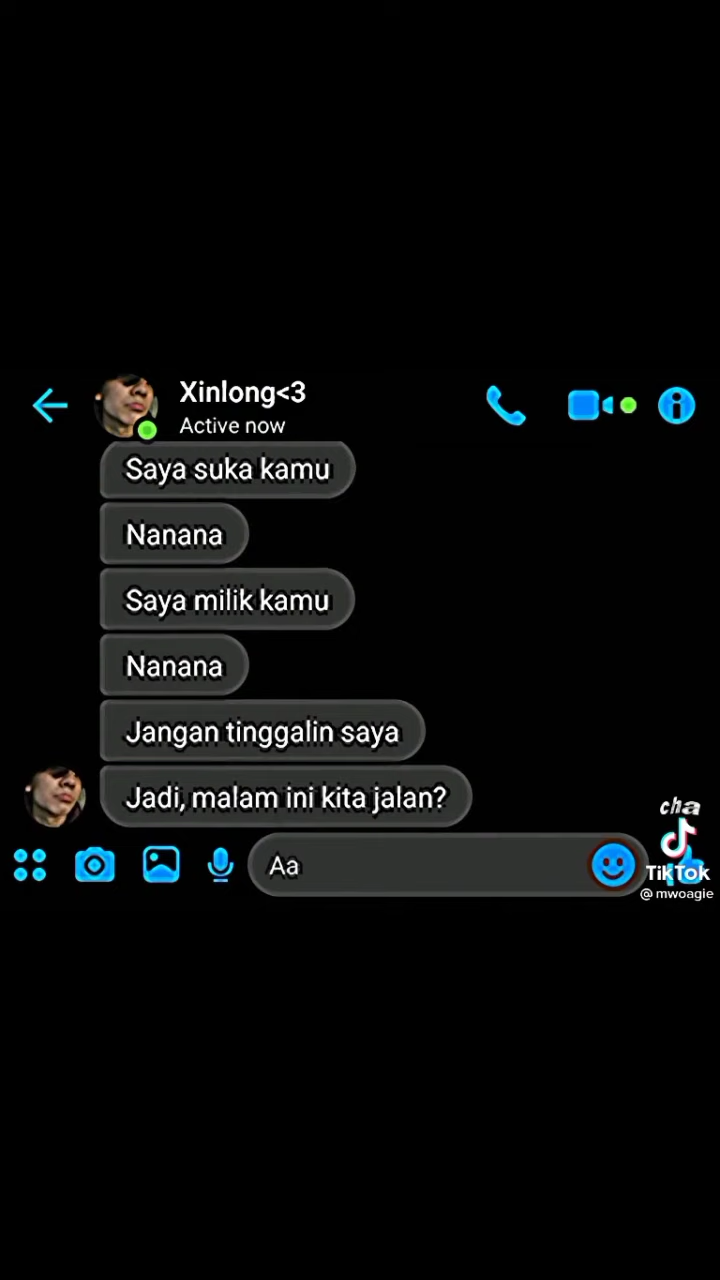 Xinlong<3
Active now
Saya suka kamu
Nanana
Saya milik kamu
Nanana
Jangan tinggalin saya
Jadi, malam ini kita jalan?
Aa
cha
TikTok
@ mwoagie